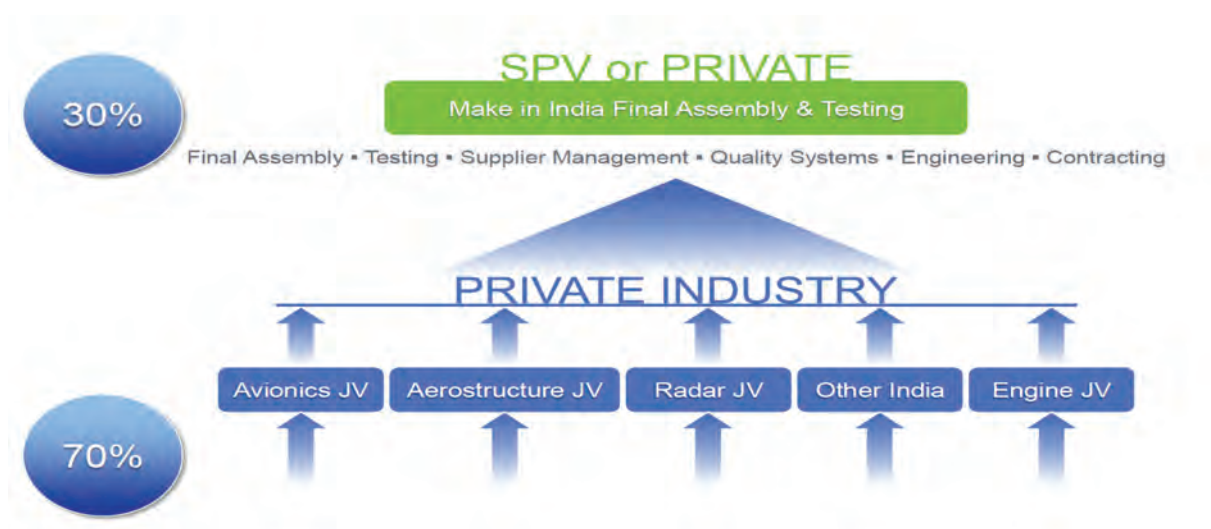 SPV or PRIVATE
30%
Make in India Final Assembly & Testing
Final Assembly • Testing • Supplier Management • Quality Systems • Engineering • Contracting
PRIVATE INDUSTRY
Avionics JV
Aerostructure JV
Radar JV
Other India
Engine JV
70%